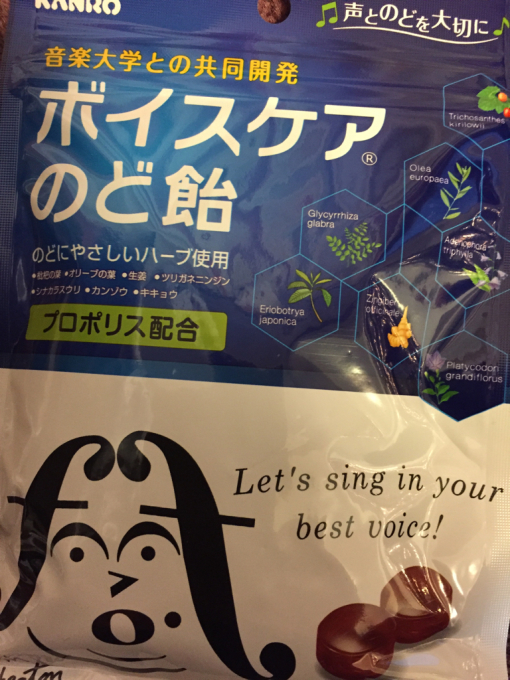 KANRO
♫声とのどを大切に♪
音楽大学との共同開発
ボイスケア®
のど飴
のどにやさしいハーブ使用
●枇杷の葉 ●オリーブの葉 ●生姜 ●ツリガネニンジン
●シナカラスウリ ●カンゾウ ●キキョウ
プロポリス配合
Trichosanthes
kirilowii
Olea
europaea
Glycyrrhiza
glabra
Adenophora
triphylla
Eriobotrya
japonica
Zingiber
officinale
Platycodon
grandiflorus
Let's sing in your
best voice!